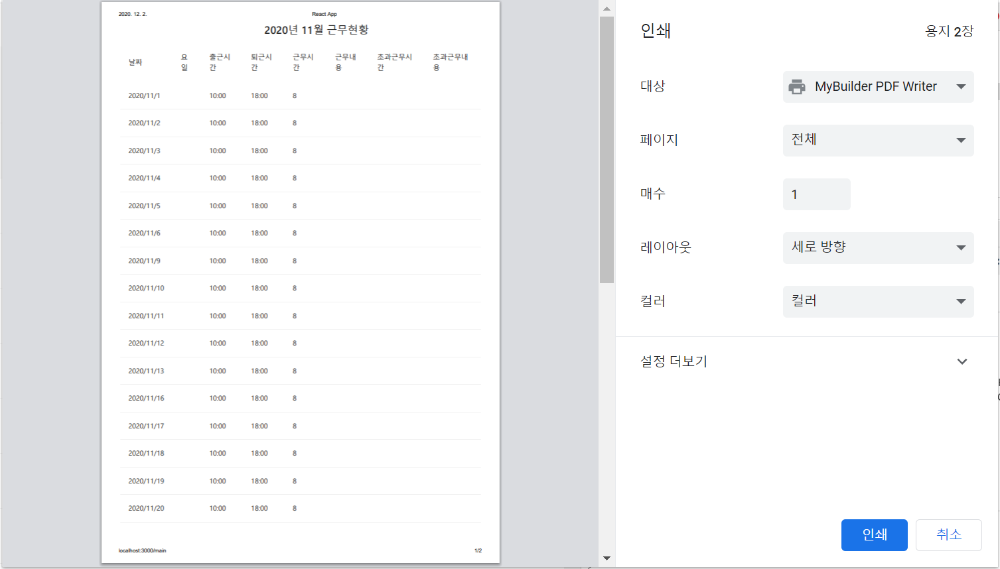 2020. 12. 2.
React App
2020년 11월 근무현황
날짜 요일 출근시간 퇴근시간 근무시간 근무내용 초과근무시간 초과근무내용
2020/11/1 10:00 18:00 8
2020/11/2 10:00 18:00 8
2020/11/3 10:00 18:00 8
2020/11/4 10:00 18:00 8
2020/11/5 10:00 18:00 8
2020/11/6 10:00 18:00 8
2020/11/9 10:00 18:00 8
2020/11/10 10:00 18:00 8
2020/11/11 10:00 18:00 8
2020/11/12 10:00 18:00 8
2020/11/13 10:00 18:00 8
2020/11/16 10:00 18:00 8
2020/11/17 10:00 18:00 8
2020/11/18 10:00 18:00 8
2020/11/19 10:00 18:00 8
2020/11/20 10:00 18:00 8
localhost:3000/main
1/2
인쇄
용지 2장
대상 MyBuilder PDF Writer
페이지 전체
매수 1
레이아웃 세로 방향
컬러 컬러
설정 더보기
인쇄
취소